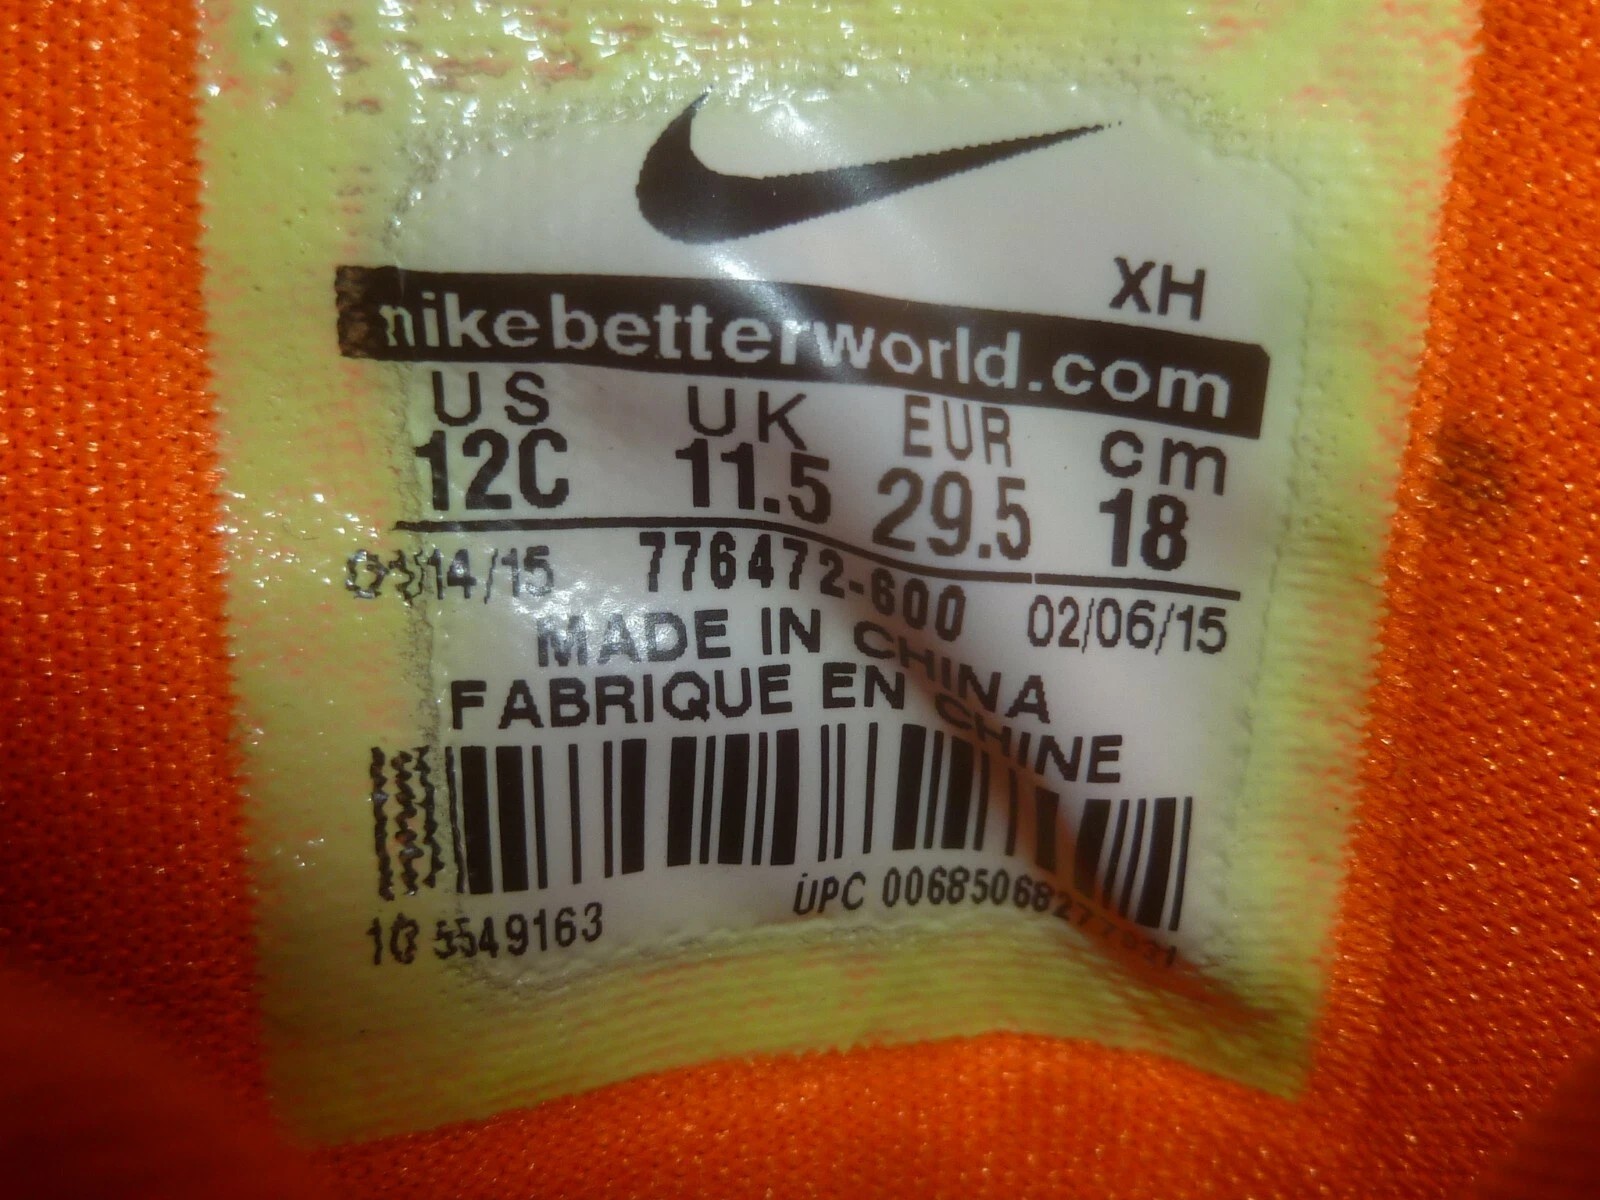 XH
nikebetterworld.com
US UK EUR cm
12C 11.5 29.5 18
776472-600 02/06/15
MADE IN CHINA
FABRIQUE EN CHINE
UPC
5549163